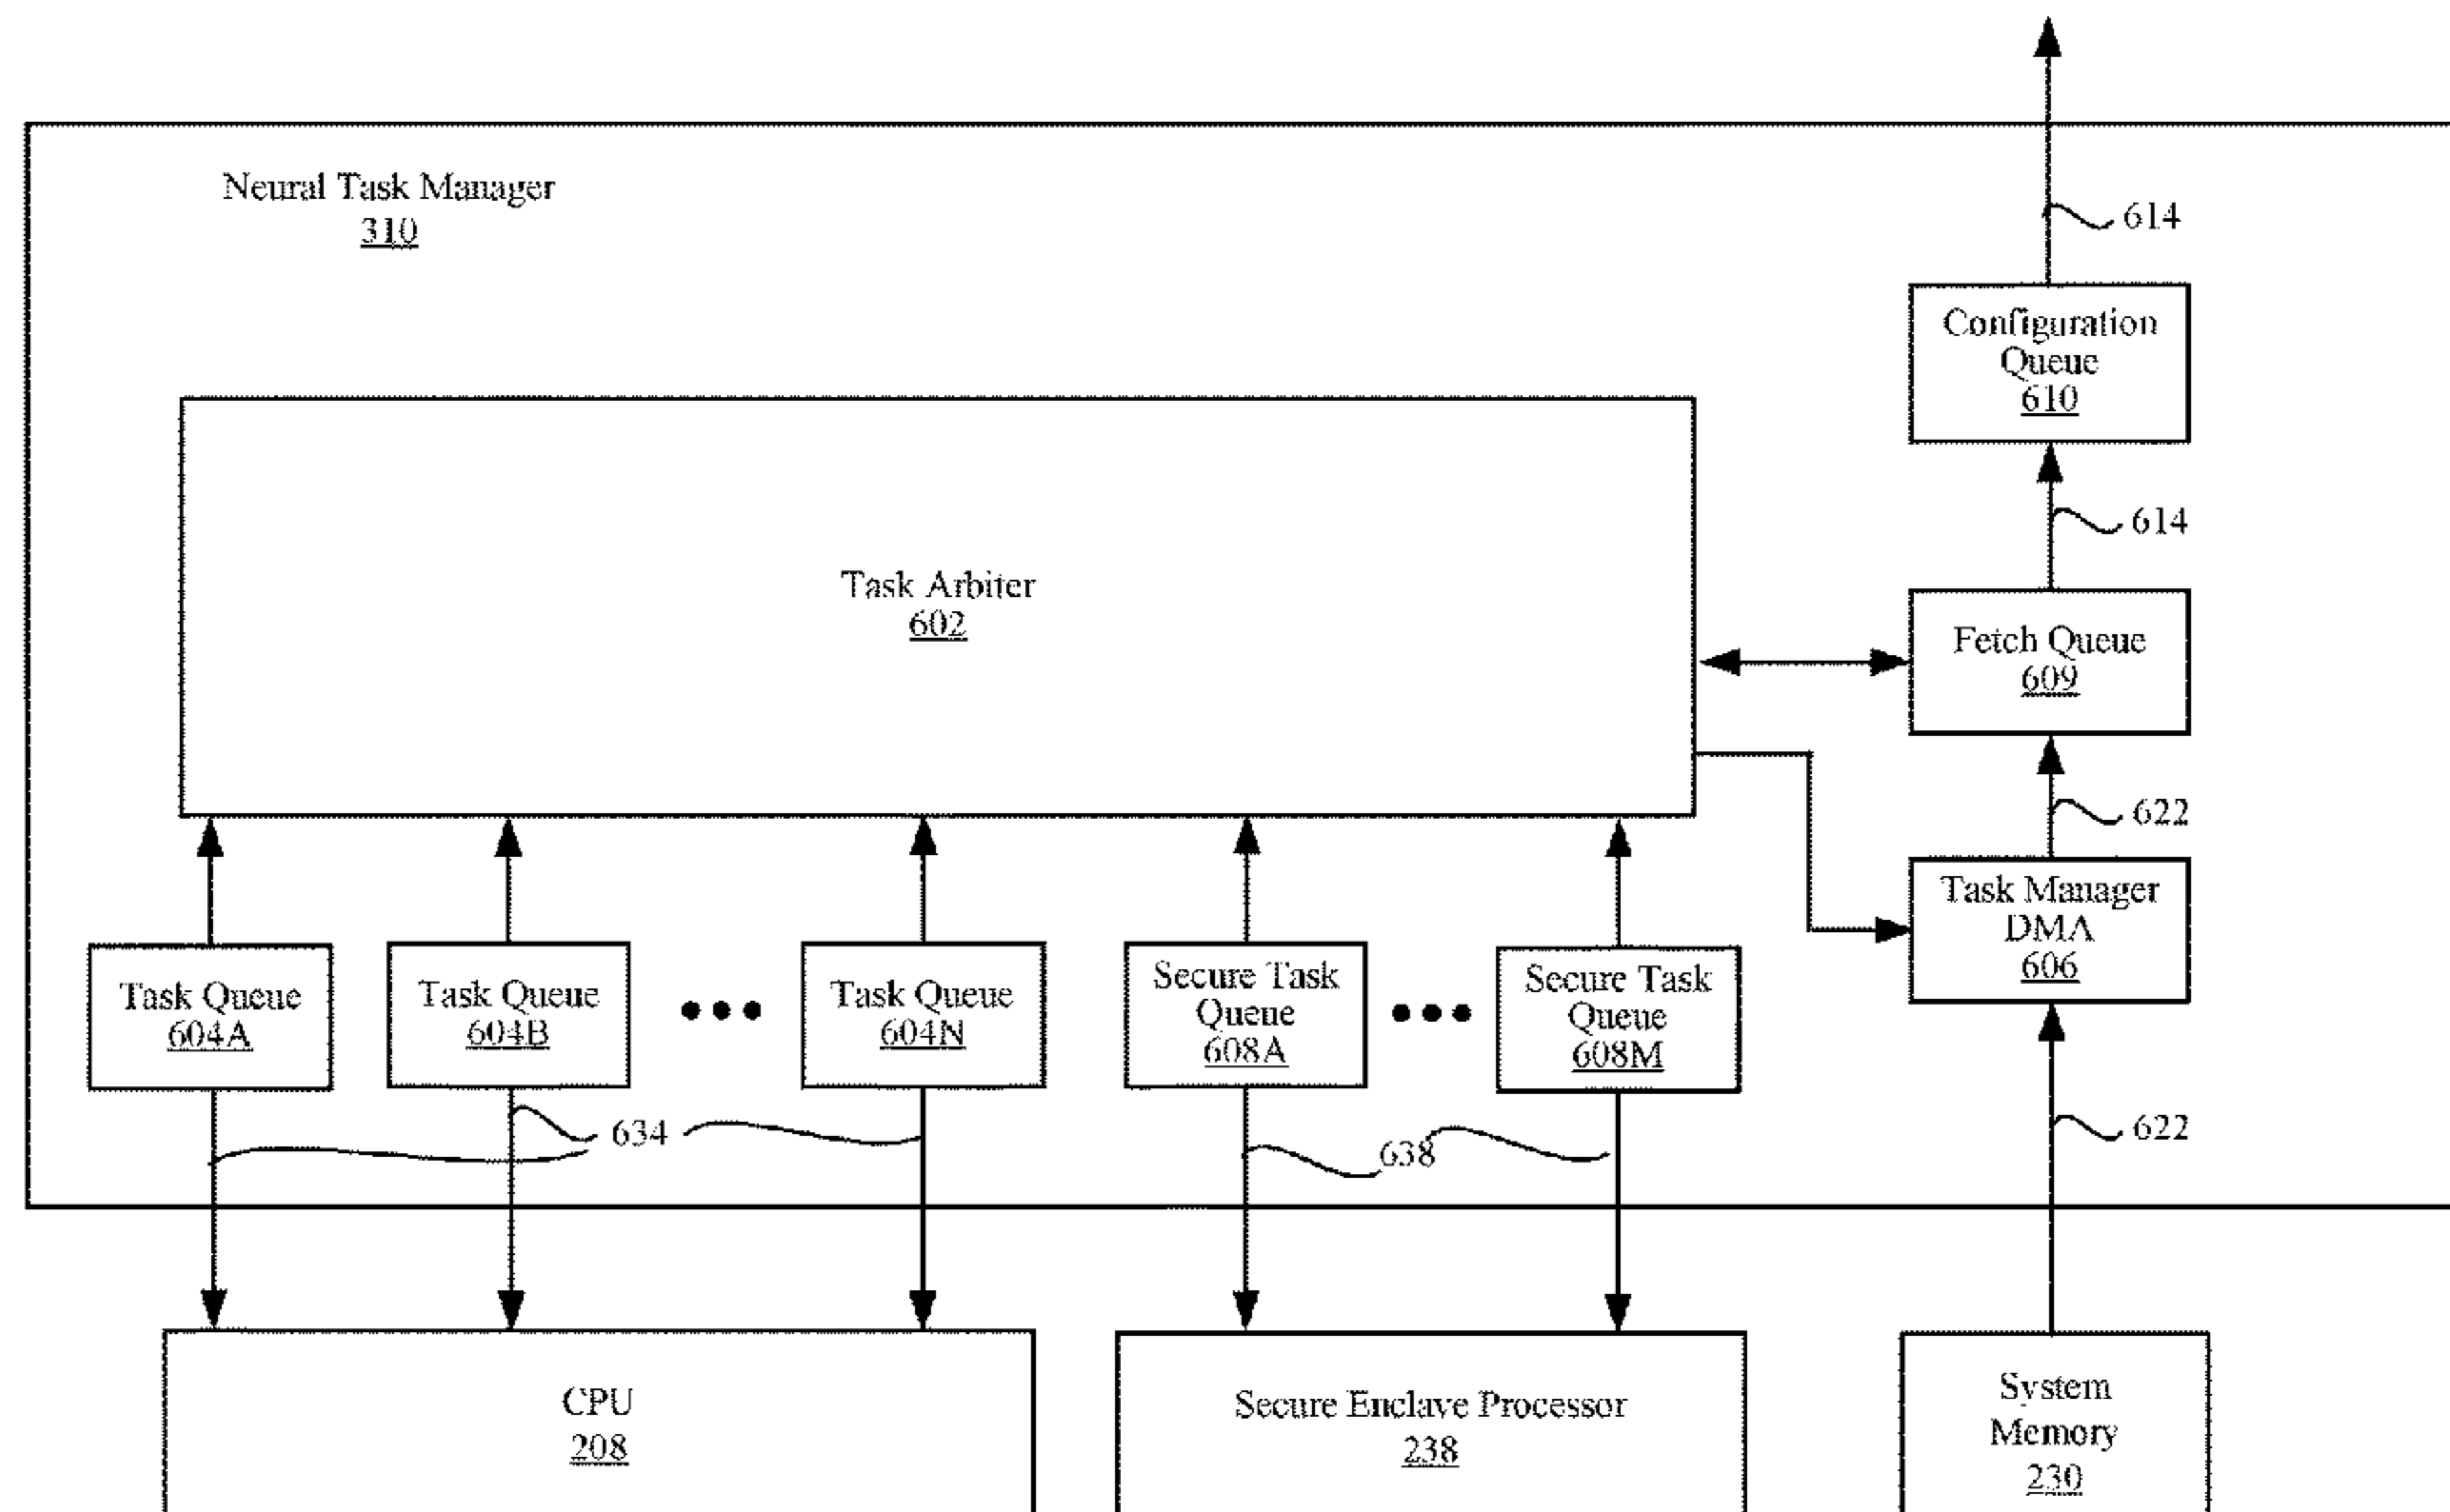 Neural Task Manager
310
614
Configuration
Queue
610
614
Task Arbiter
602
Fetch Queue
609
622
Task Manager
DMA
606
Task Queue
604A
Task Queue
604B
Task Queue
604N
Secure Task
Queue
608A
Secure Task
Queue
608M
634
638
622
CPU
208
Secure Enclave Processor
238
System
Memory
230